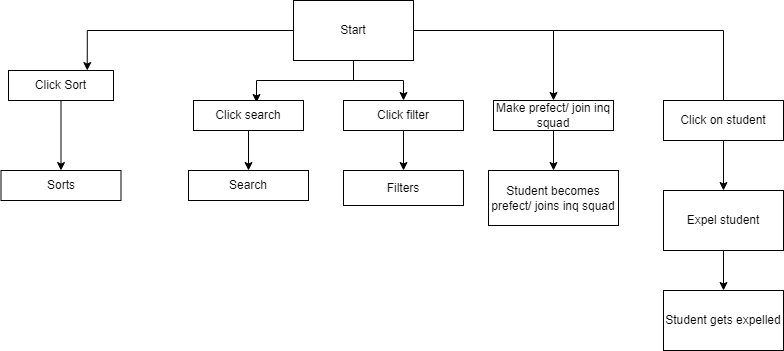 Start
Click Sort
Click search
Click filter
Make prefect/ join inq
squad
Click on student
Sorts
Search
Filters
Student becomes
prefect/ joins inq squad
Expel student
Student gets expelled